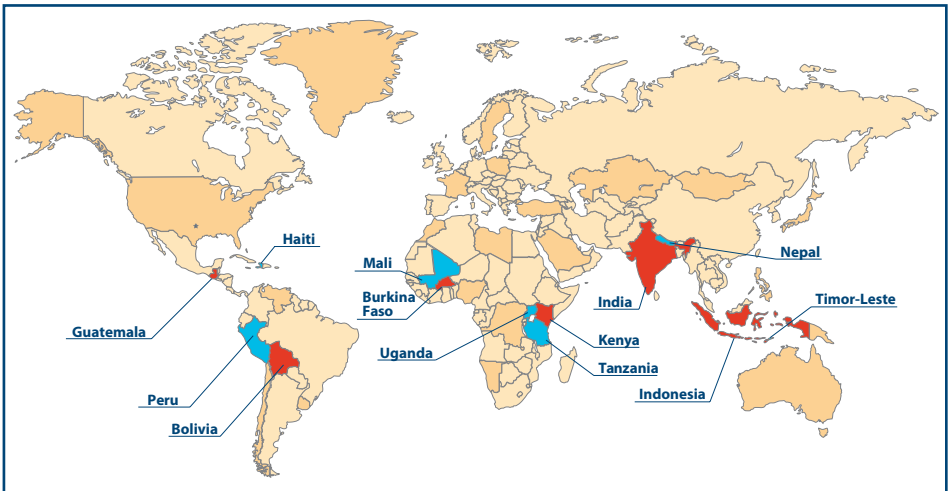 Haiti
Mali
Nepal
Burkina
Faso
India
Timor-Leste
Guatemala
Uganda
Kenya
Tanzania
Peru
Indonesia
Bolivia